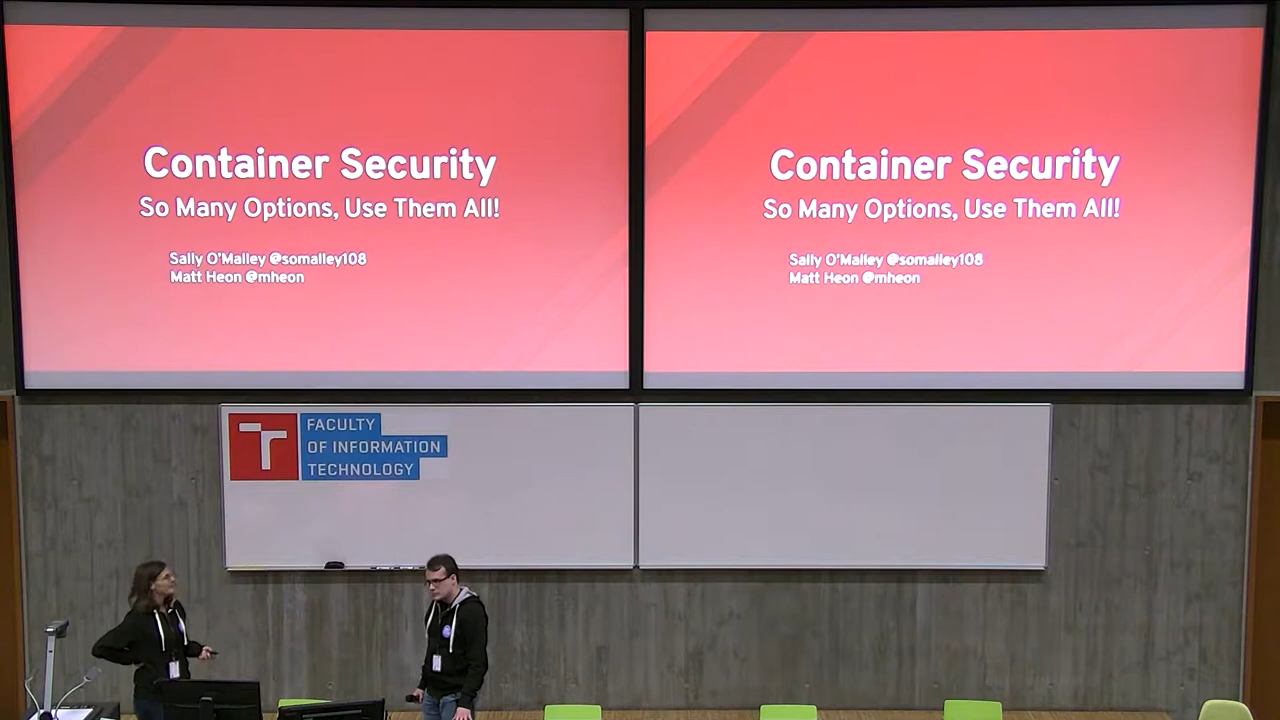 Container Security
So Many Options, Use Them All!
Sally O'Malley @somalley108
Matt Heon @mheon
Container Security
So Many Options, Use Them All!
Sally O'Malley @somalley108
Matt Heon @mheon
FACULTY
OF INFORMATION
TECHNOLOGY